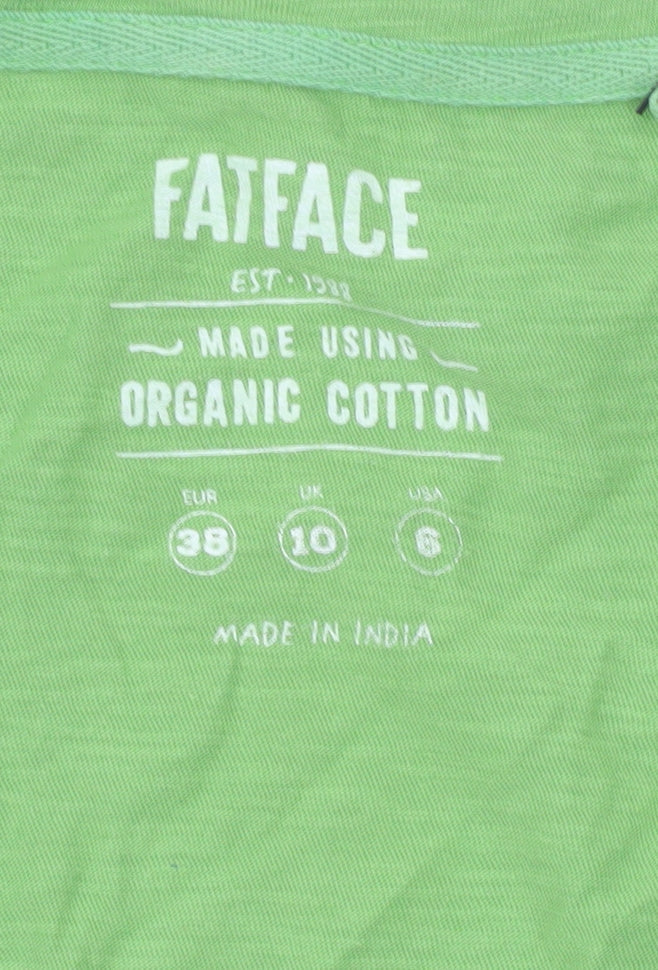 FATFACE
EST · 1988
MADE USING
ORGANIC COTTON
EUR UK USA
38 10 6
MADE IN INDIA